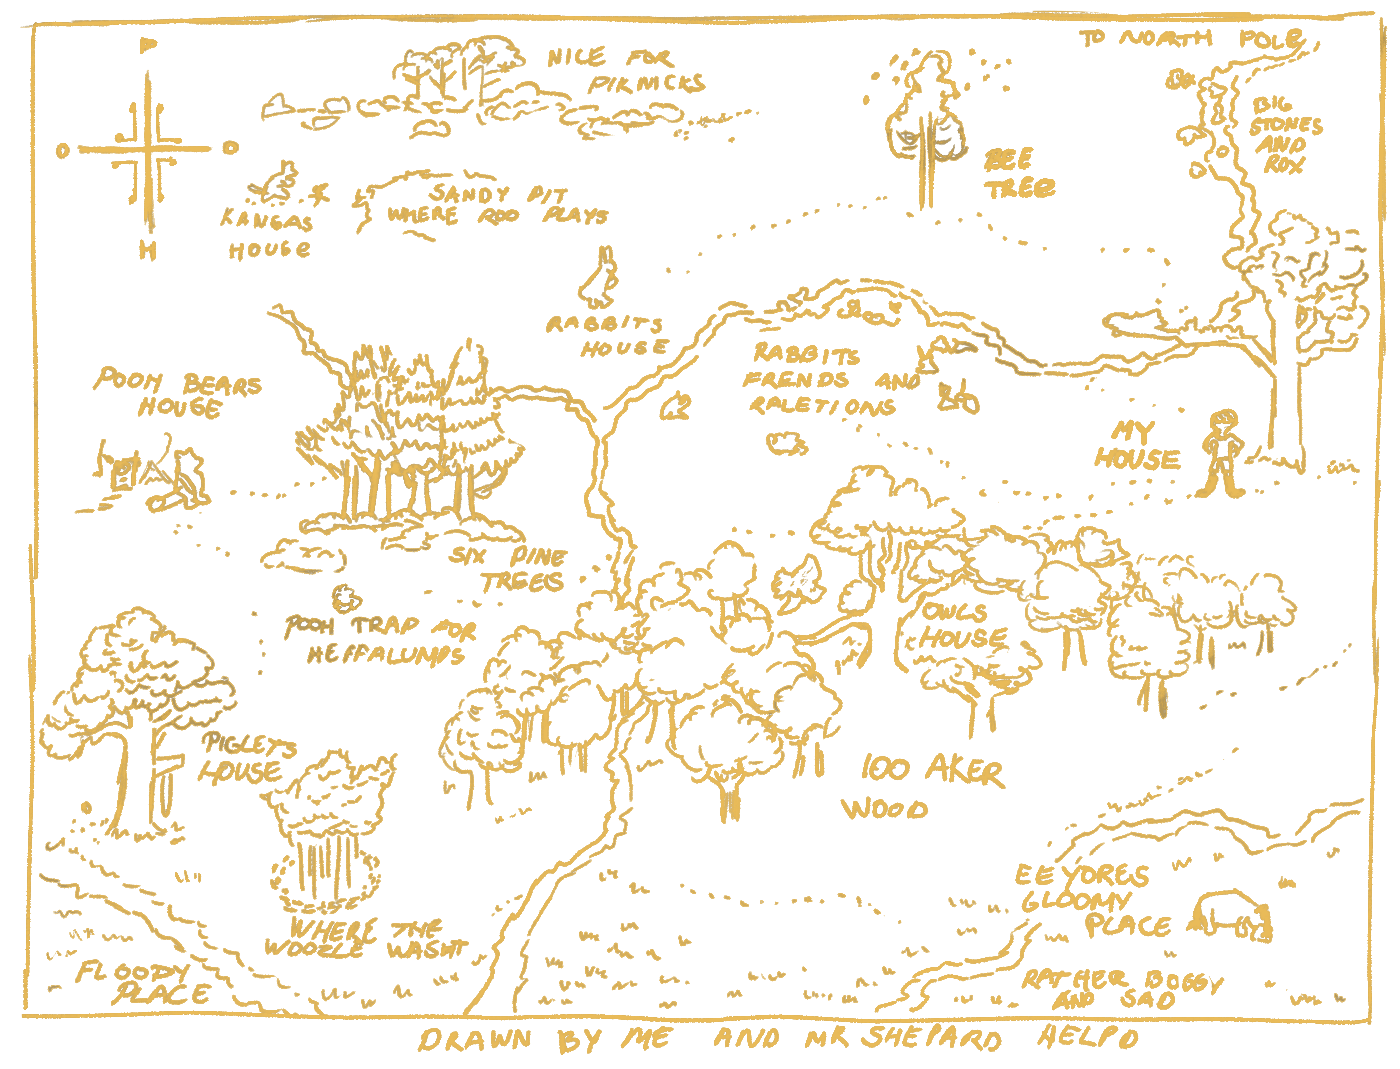 TO NORTH POLE
NICE FOR
PIKNICKS
BIG
STONES
AND
ROX
P
O O
H
BEE
TREE
SANDY PIT
WHERE ROO PLAYS
KANGAS
HOUSE
RABBITS
HOUSE
RABBITS
FRENDS AND
RALETIONS
POOH BEARS
HOUSE
MY
HOUSE
SIX PINE
TREES
OWLS
HOUSE
POOH TRAP FOR
HEFFALUMPS
PIGLETS
HOUSE
100 AKER
WOOD
EEYORES
GLOOMY
PLACE
WHERE THE
WOOZLE WASNT
FLOODY
PLACE
RATHER BOGGY
AND SAD
DRAWN BY ME AND MR SHEPARD HELPD